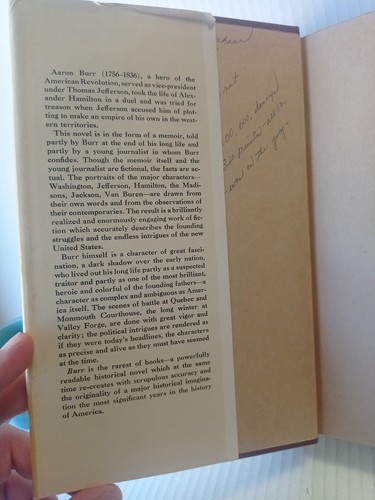 Aaron Burr (1756–1836), a hero of the
American Revolution, served as vice-president
under Thomas Jefferson, took the life of Alex-
ander Hamilton in a duel and was tried for
treason when Jefferson accused him of plot-
ting to make an empire of his own in the west-
ern territories.
This novel is in the form of a memoir, told
partly by Burr at the end of his long life and
partly by a young journalist in whom Burr
confides. Though the memoir itself and the
young journalist are fictional, the facts are ac-
tual. The portraits of the major characters—
Washington, Jefferson, Hamilton, the Madi-
sons, Jackson, Van Buren—are drawn from
their own words and from the observations of
their contemporaries. The result is a brilliantly
realized and enormously engaging work of fic-
tion which accurately describes the founding
struggles and the endless intrigues of the new
United States.
Burr himself is a character of great fasci-
nation, a dark shadow over the early nation,
who lived out his long life partly as a suspected
traitor and partly as one of the most brilliant,
heroic and colorful of the founding fathers—a
character as complex and ambiguous as Amer-
ica itself. The scenes of battle at Quebec and
Monmouth Courthouse, the long winter at
Valley Forge, are done with great vigor and
clarity; the political intrigues are rendered as
if they were today's headlines, the characters
as precise and alive as they must have seemed
at the time.
Burr is the rarest of books—a powerfully
readable historical novel which at the same
time re-creates with scrupulous accuracy and
the originality of a major historical imagina-
tion the most significant years in the history
of America.